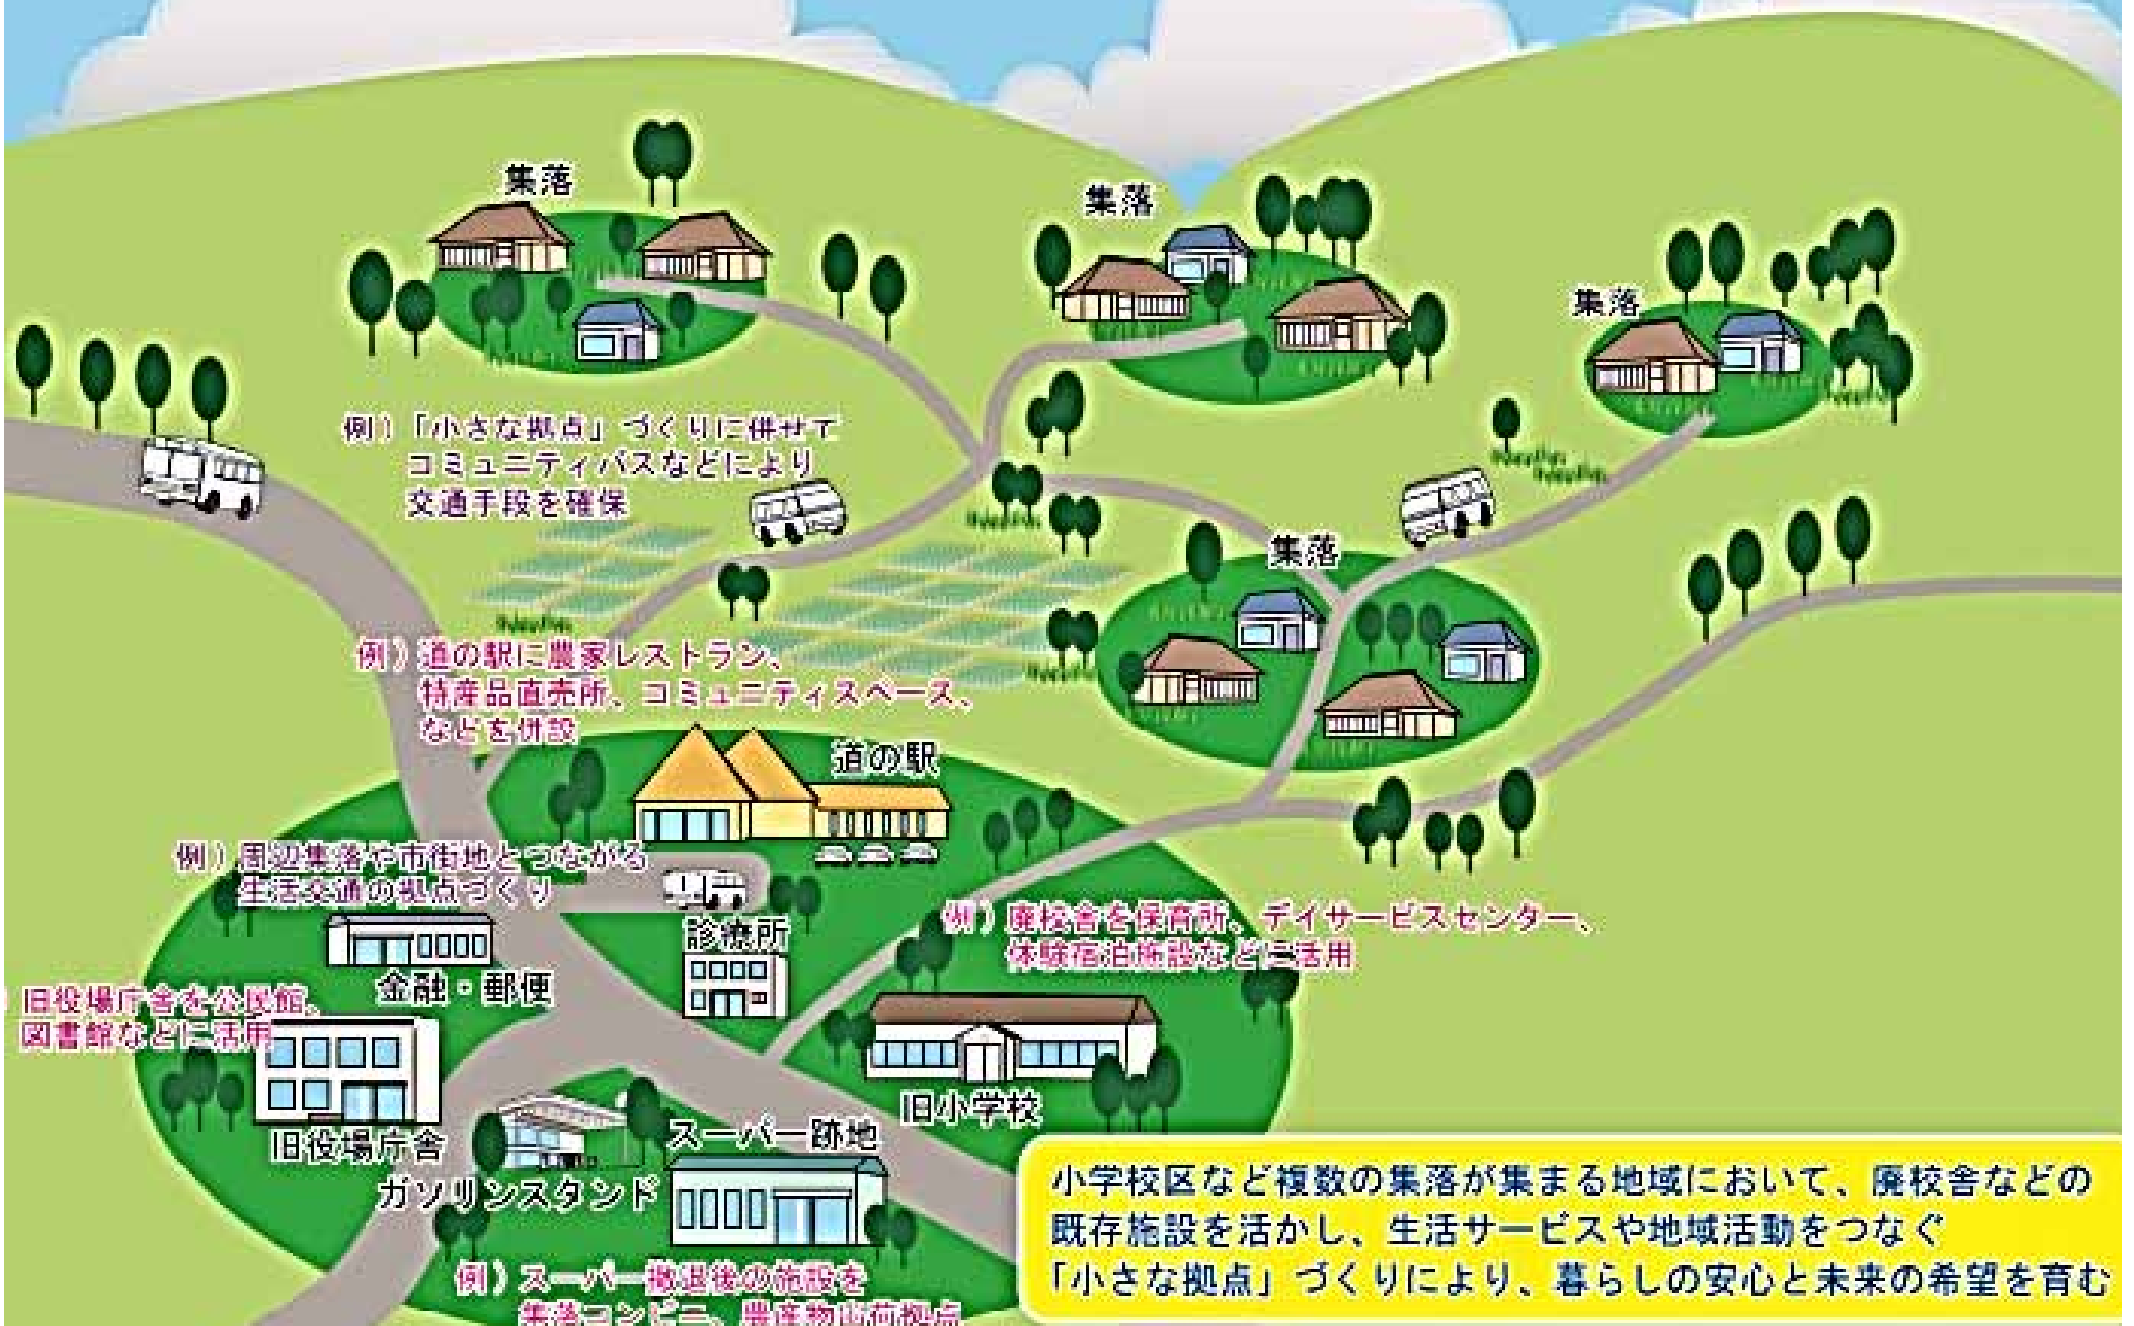 集落
集落
集落
例）「小さな拠点」づくりに併せて
コミュニティバスなどにより
交通手段を確保
集落
例）道の駅に農家レストラン、
特産品直売所、コミュニティスペース、
などを併設
道の駅
例）周辺集落や市街地とつながる
生活交通の拠点づくり
診療所
金融・郵便
例）廃校舎を保育所、デイサービスセンター、
体験宿泊施設などに活用
）旧役場庁舎を公民館、
図書館などに活用
旧小学校
旧役場庁舎
スーパー跡地
ガソリンスタンド
例）スーパー撤退後の施設を
集落コンビニ、農産物出荷拠点
小学校区など複数の集落が集まる地域において、廃校舎などの
既存施設を活かし、生活サービスや地域活動をつなぐ
「小さな拠点」づくりにより、暮らしの安心と未来の希望を育む